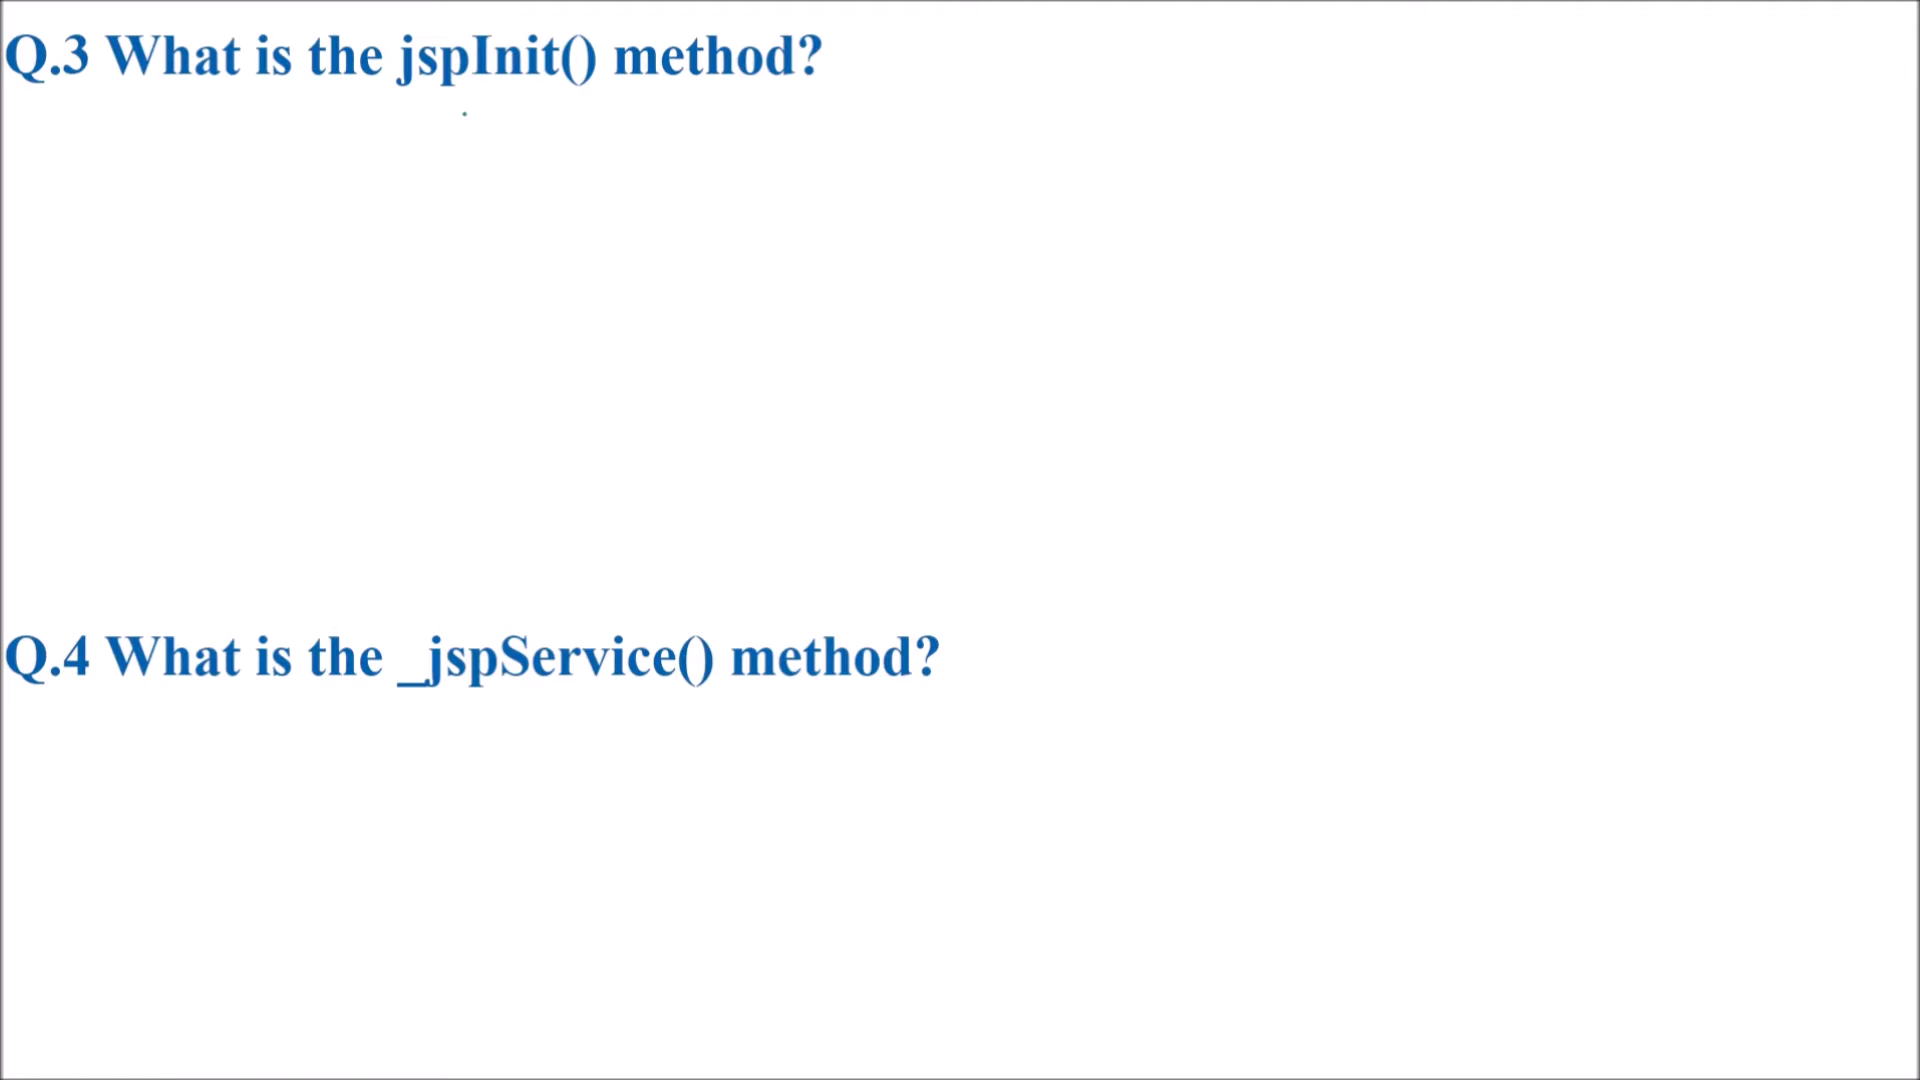 Q.3 What is the jspInit() method?
Q.4 What is the _jspService() method?